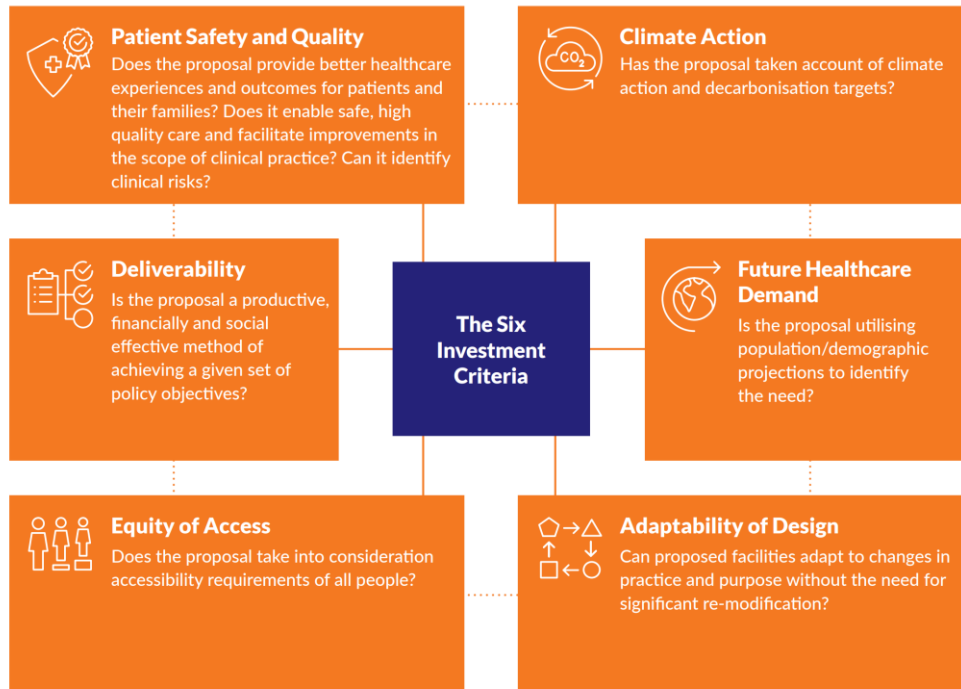 Patient Safety and Quality
Does the proposal provide better healthcare
experiences and outcomes for patients and
their families? Does it enable safe, high
quality care and facilitate improvements in
the scope of clinical practice? Can it identify
clinical risks?
CO2
Climate Action
Has the proposal taken account of climate
action and decarbonisation targets?
Deliverability
Is the proposal a productive,
financially and social
effective method of
achieving a given set of
policy objectives?
The Six
Investment
Criteria
Future Healthcare
Demand
Is the proposal utilising
population/demographic
projections to identify
the need?
Equity of Access
Does the proposal take into consideration
accessibility requirements of all people?
Adaptability of Design
Can proposed facilities adapt to changes in
practice and purpose without the need for
significant re-modification?